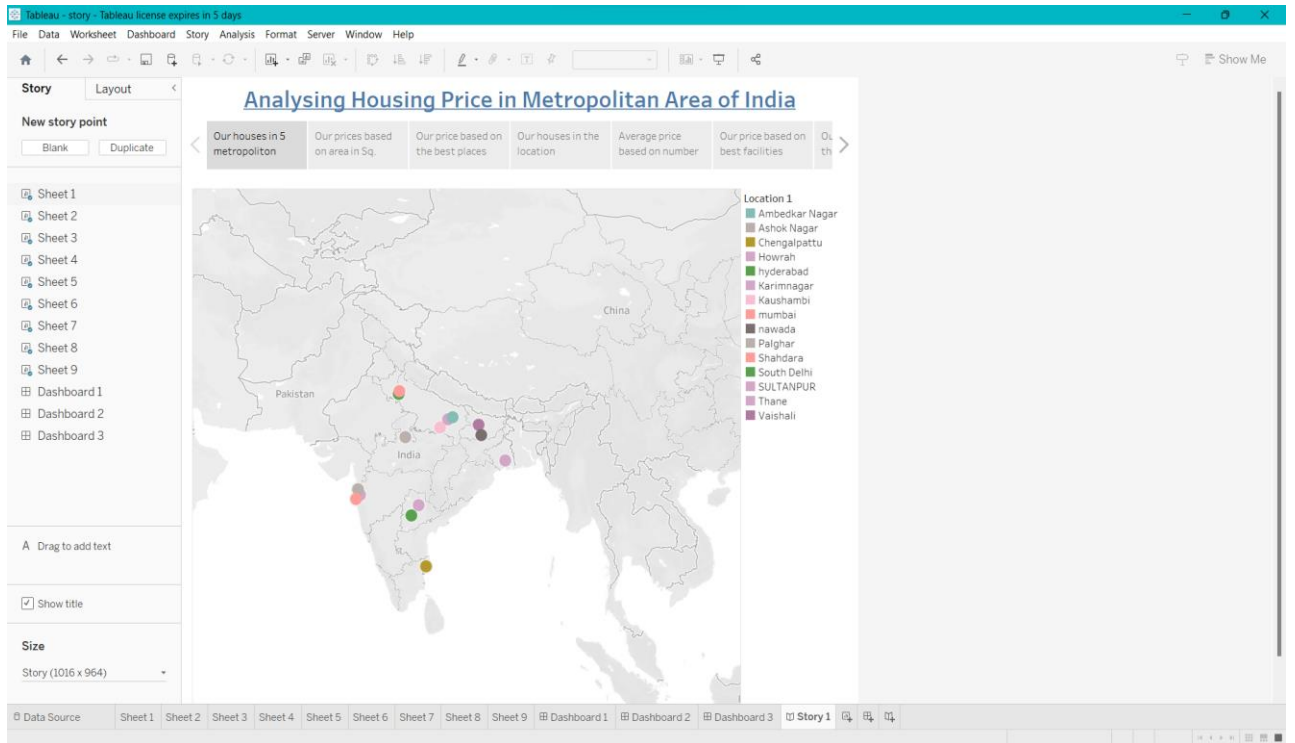 Tableau - story - Tableau license expires in 5 days
File Data Worksheet Dashboard Story Analysis Format Server Window Help
Show Me
Story Layout
New story point
Blank Duplicate
Sheet 1
Sheet 2
Sheet 3
Sheet 4
Sheet 5
Sheet 6
Sheet 7
Sheet 8
Sheet 9
Dashboard 1
Dashboard 2
Dashboard 3
A Drag to add text
Show title
Size
Story (1016 x 964)
Analysing Housing Price in Metropolitan Area of India
Our houses in 5
metropoliton
Our prices based
on area in Sq.
Our price based on
the best places
Our houses in the
location
Average price
based on number
Our price based on
best facilities
China
Pakistan
India
Location 1
Ambedkar Nagar
Ashok Nagar
Chengalpattu
Howrah
hyderabad
Karimnagar
Kaushambi
mumbai
nawada
Palghar
Shahdara
South Delhi
SULTANPUR
Thane
Vaishali
Data Source Sheet 1 Sheet 2 Sheet 3 Sheet 4 Sheet 5 Sheet 6 Sheet 7 Sheet 8 Sheet 9 Dashboard 1 Dashboard 2 Dashboard 3 Story 1